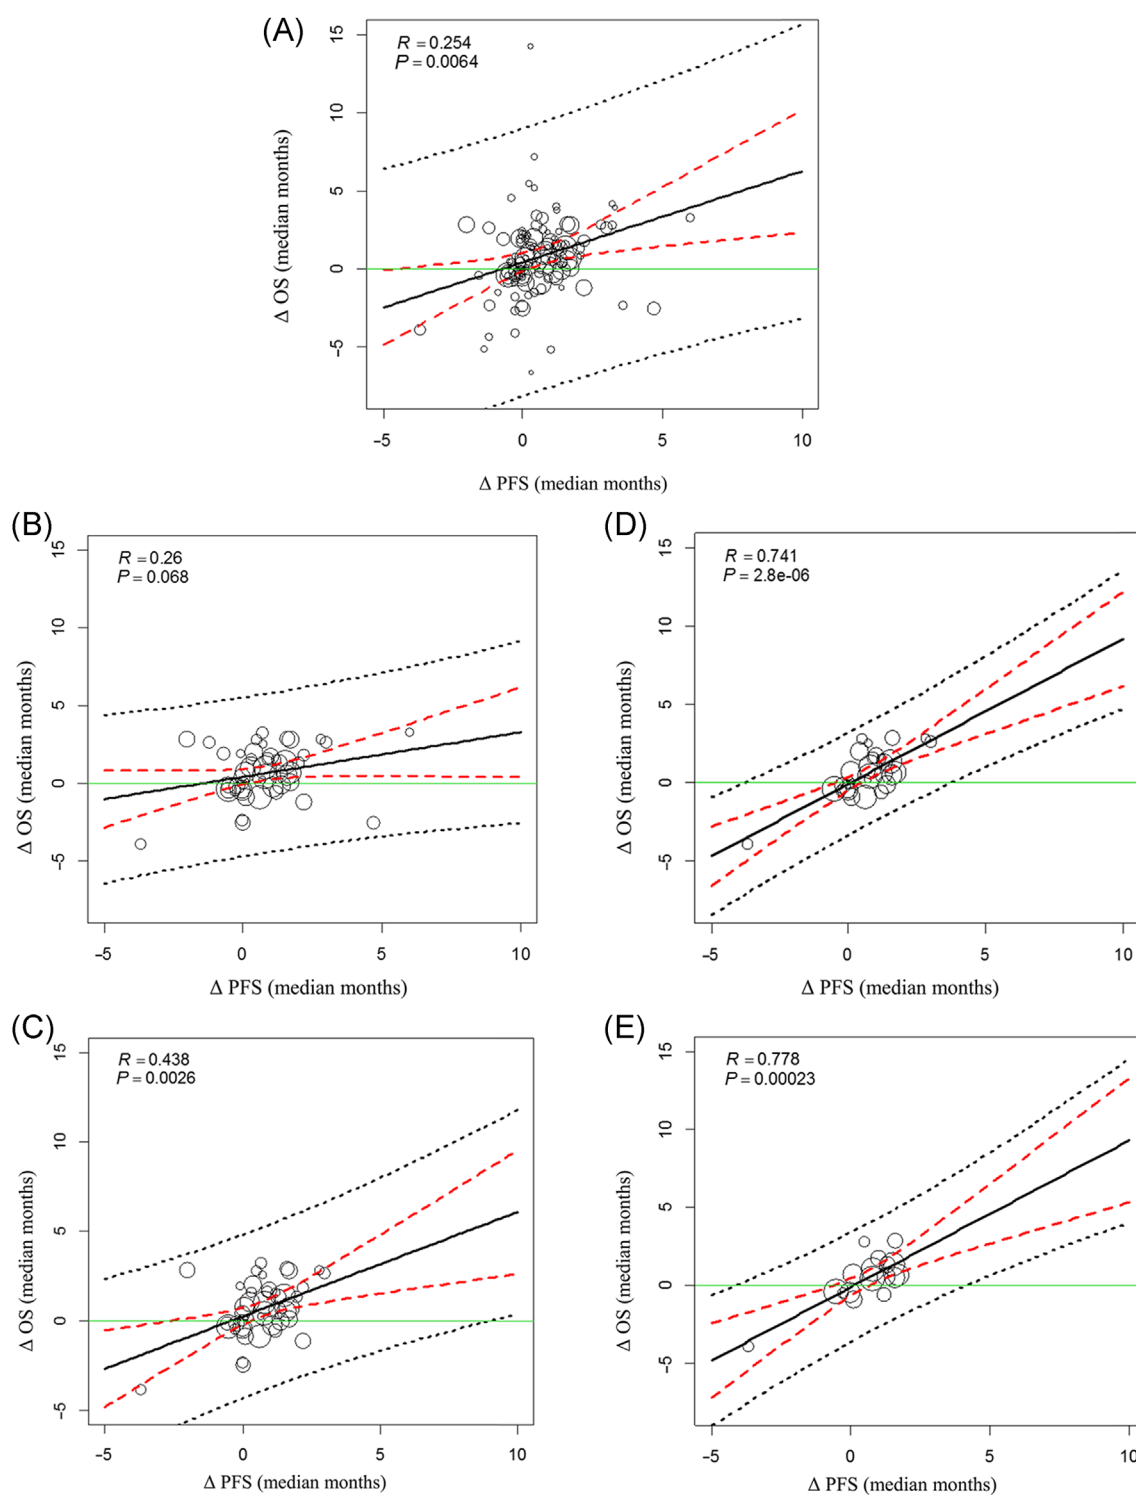 (A)
R = 0.254
P = 0.0064
15
10
5
0
−5
Δ OS (median months)
−5 0 5 10
Δ PFS (median months)
(B)
R = 0.26
P = 0.068
15
10
5
0
−5
Δ OS (median months)
−5 0 5 10
Δ PFS (median months)
(D)
R = 0.741
P = 2.8e-06
15
10
5
0
−5
Δ OS (median months)
−5 0 5 10
Δ PFS (median months)
(C)
R = 0.438
P = 0.0026
15
10
5
0
−5
Δ OS (median months)
−5 0 5 10
Δ PFS (median months)
(E)
R = 0.778
P = 0.00023
15
10
5
0
−5
Δ OS (median months)
−5 0 5 10
Δ PFS (median months)